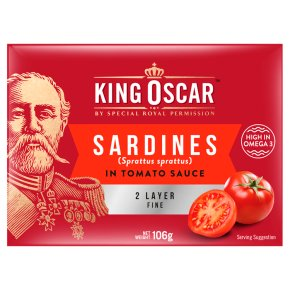 KING OSCAR
BY SPECIAL ROYAL PERMISSION
SARDINES
(Sprattus sprattus)
IN TOMATO SAUCE
HIGH IN
OMEGA 3
2 LAYER
FINE
NET
WEIGHT 106g
Serving Suggestion